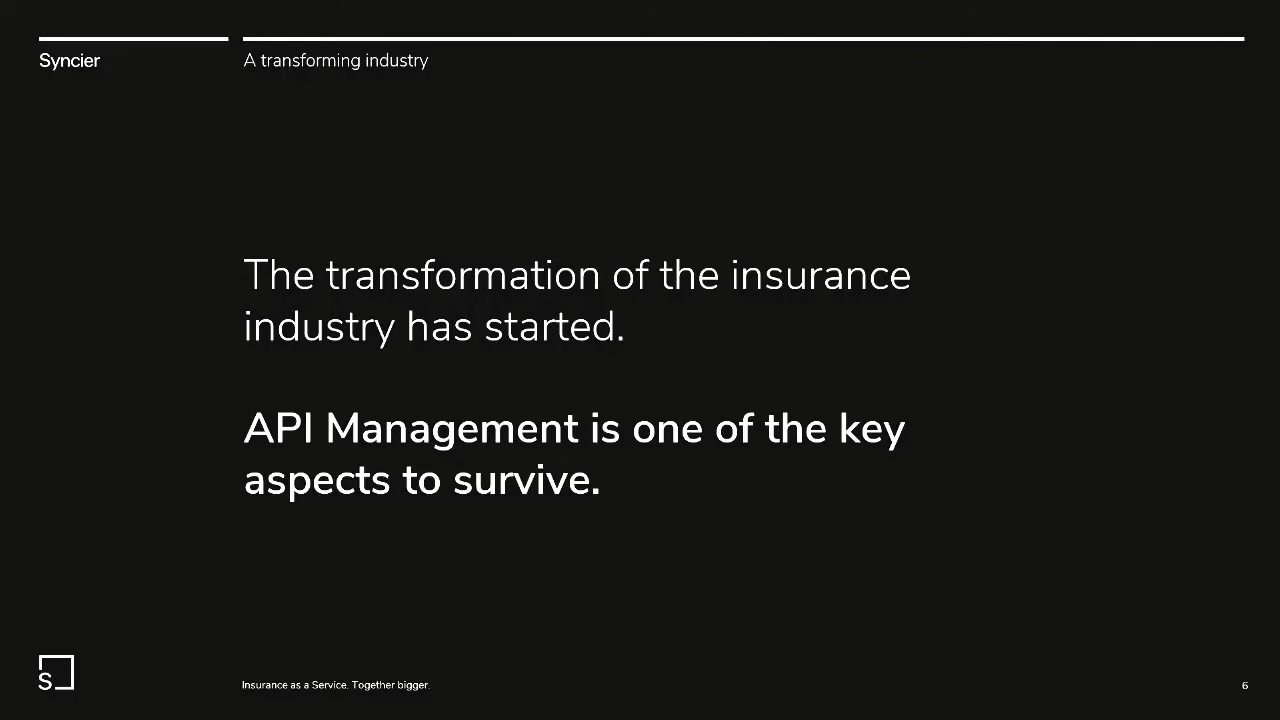 Syncier
A transforming industry
The transformation of the insurance
industry has started.
API Management is one of the key
aspects to survive.
S
Insurance as a Service. Together bigger.
6